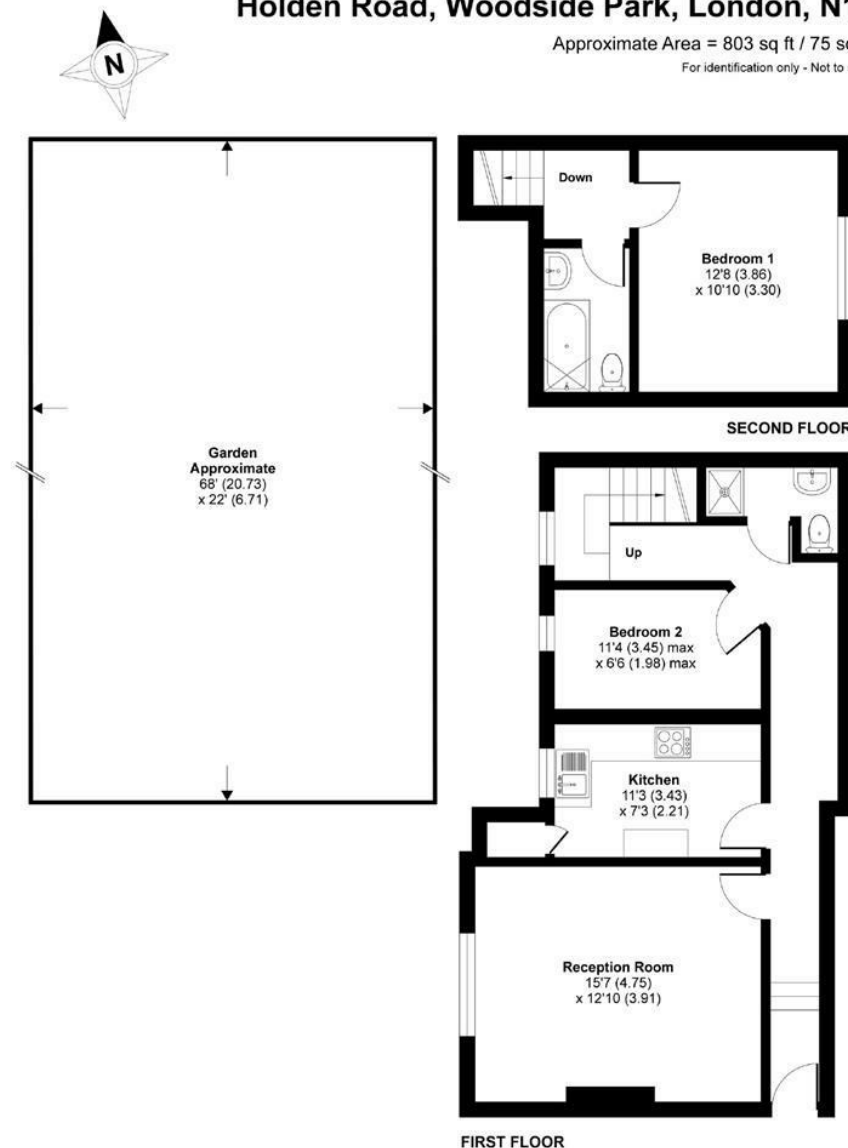 Holden Road, Woodside Park, London,
Approximate Area = 803 sq ft / 75
For identification only - Not to
N
Garden
Approximate
68' (20.73)
x 22' (6.71)
Down
Bedroom 1
12'8 (3.86)
x 10'10 (3.30)
SECOND FLOOR
Up
Bedroom 2
11'4 (3.45) max
x 6'6 (1.98) max
Kitchen
11'3 (3.43)
x 7'3 (2.21)
Reception Room
15'7 (4.75)
x 12'10 (3.91)
FIRST FLOOR